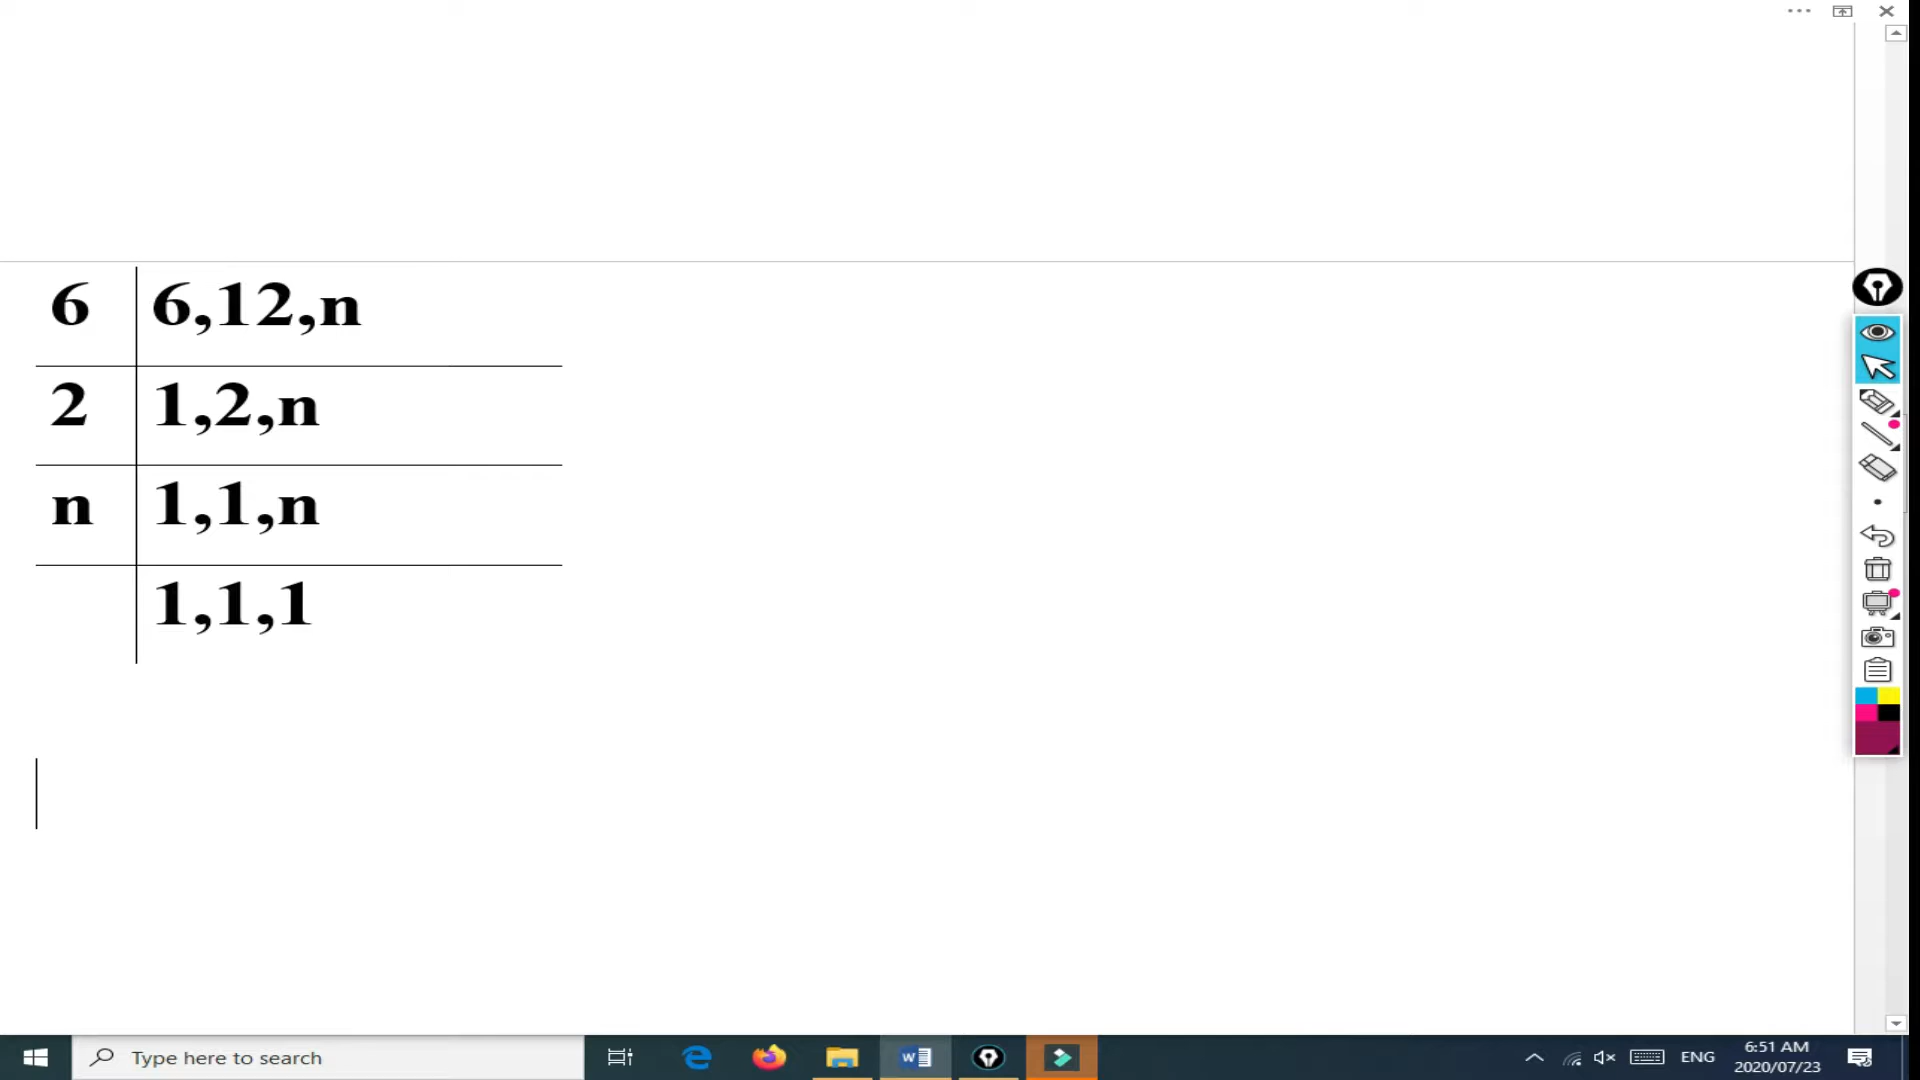 6 6,12,n
2 1,2,n
n 1,1,n
1,1,1
Type here to search
ENG
6:51 AM
2020/07/23